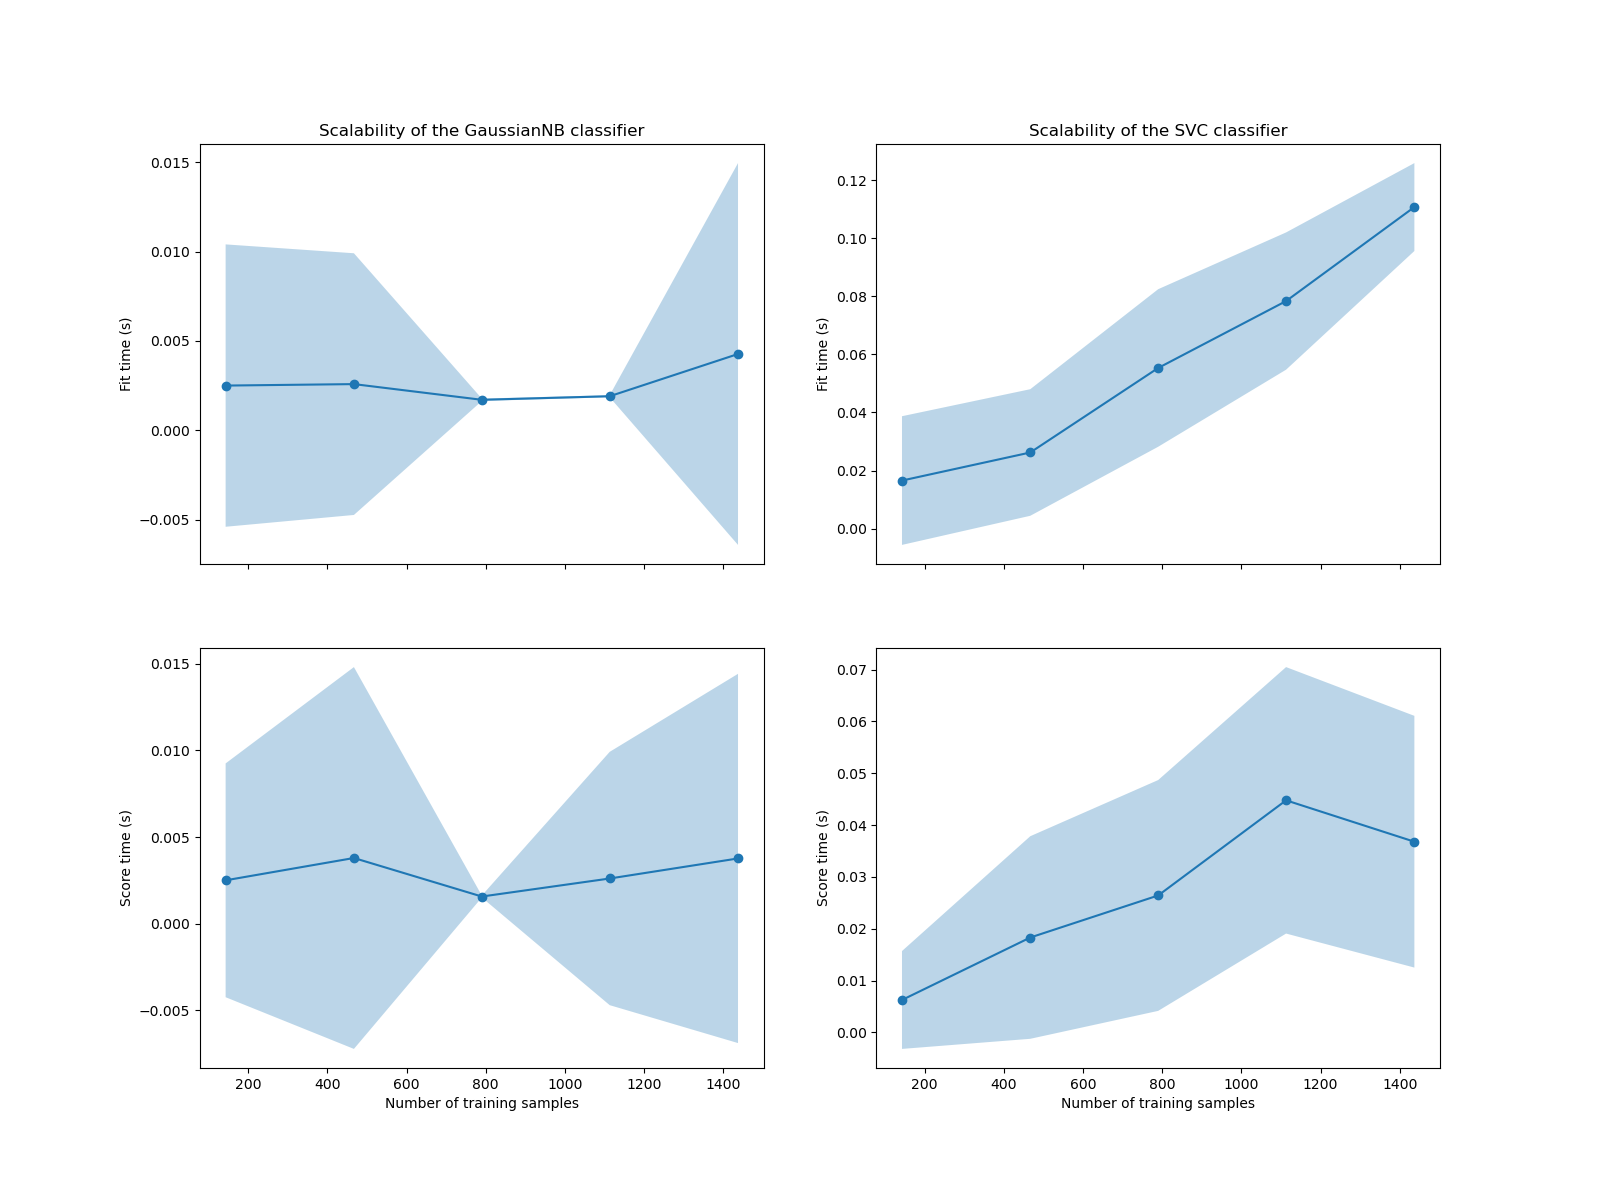 Scalability of the GaussianNB classifier
0.015
0.010
0.005
0.000
−0.005
Fit time (s)
Scalability of the SVC classifier
0.12
0.10
0.08
0.06
0.04
0.02
0.00
Fit time (s)
0.015
0.010
0.005
0.000
−0.005
Score time (s)
200 400 600 800 1000 1200 1400
Number of training samples
0.07
0.06
0.05
0.04
0.03
0.02
0.01
0.00
Score time (s)
200 400 600 800 1000 1200 1400
Number of training samples